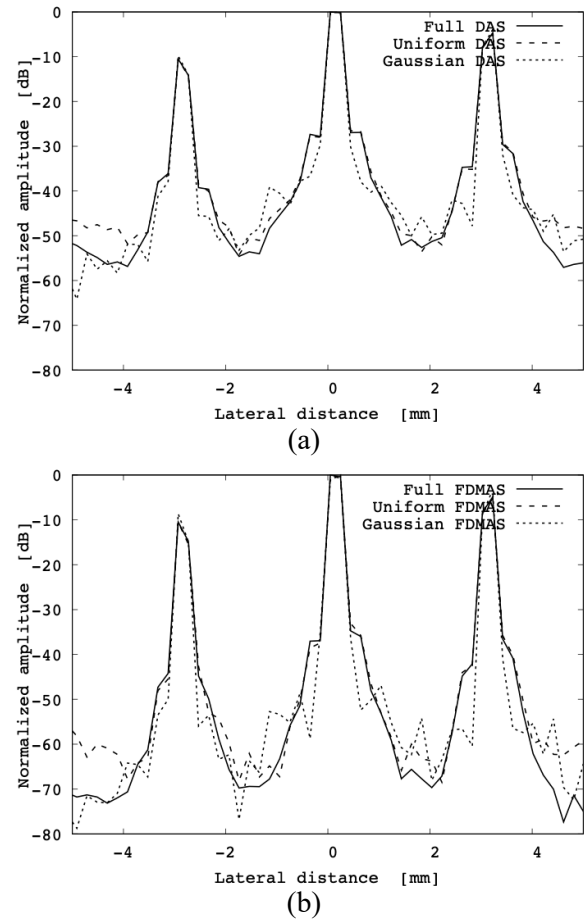 0
-10
-20
-30
-40
-50
-60
-70
-80
Normalized amplitude [dB]
Full DAS
Uniform DAS
Gaussian DAS
-4 -2 0 2 4
Lateral distance [mm]
(a)
0
-10
-20
-30
-40
-50
-60
-70
-80
Normalized amplitude [dB]
Full FDMAS
Uniform FDMAS
Gaussian FDMAS
-4 -2 0 2 4
Lateral distance [mm]
(b)